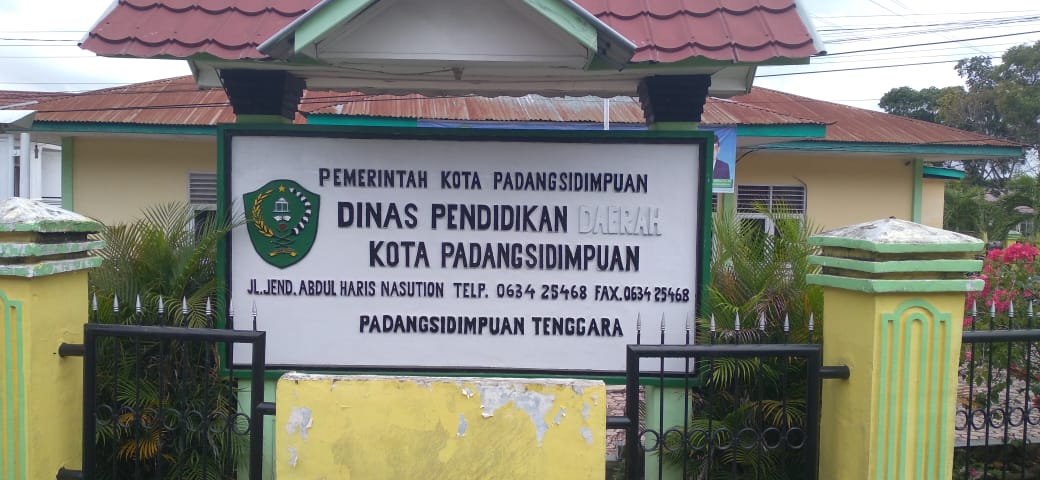 PEMERINTAH KOTA PADANGSIDIMPUAN
DINAS PENDIDIKAN DAERAH
KOTA PADANGSIDIMPUAN
JL.JEND. ABDUL HARIS NASUTION TELP. 0634 25468 FAX.0634 25468
PADANGSIDIMPUAN TENGGARA